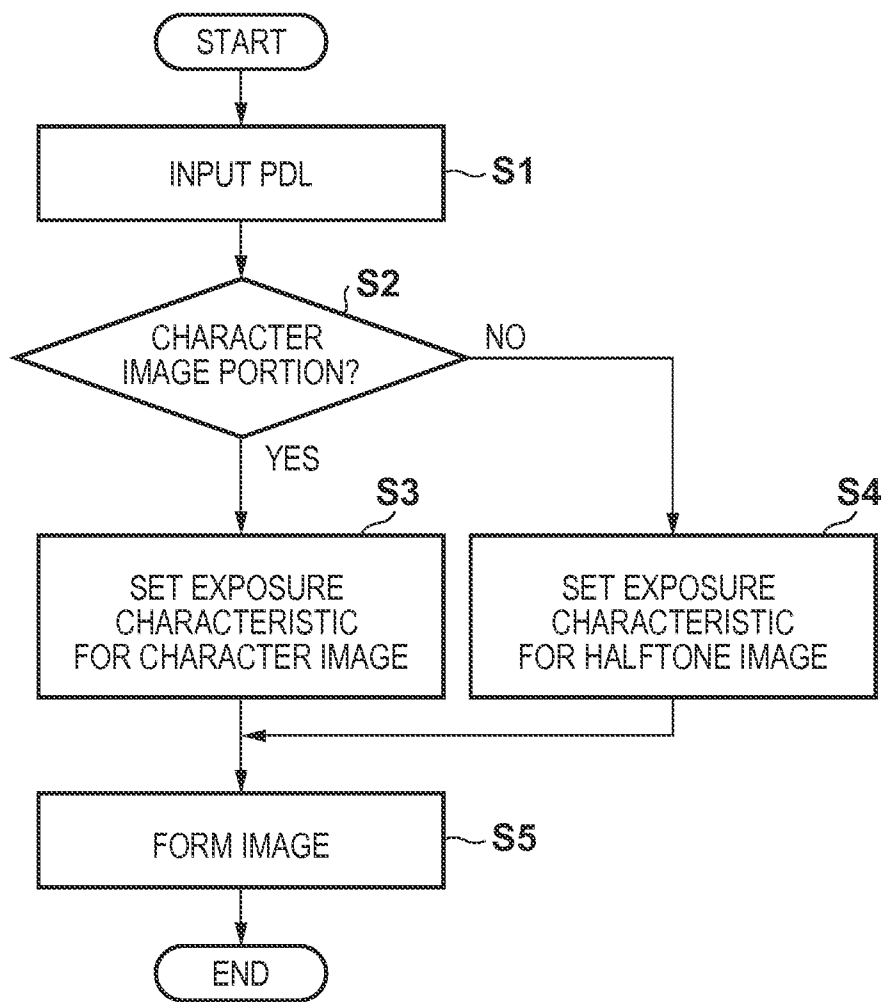 START
INPUT PDL
S1
S2
CHARACTER
IMAGE PORTION?
NO
YES
S3
S4
SET EXPOSURE
CHARACTERISTIC
FOR CHARACER IMAGE
SET EXPOSURE
CHARACTERISTIC
FOR HALFTONE IMAGE
FORM IMAGE
S5
END